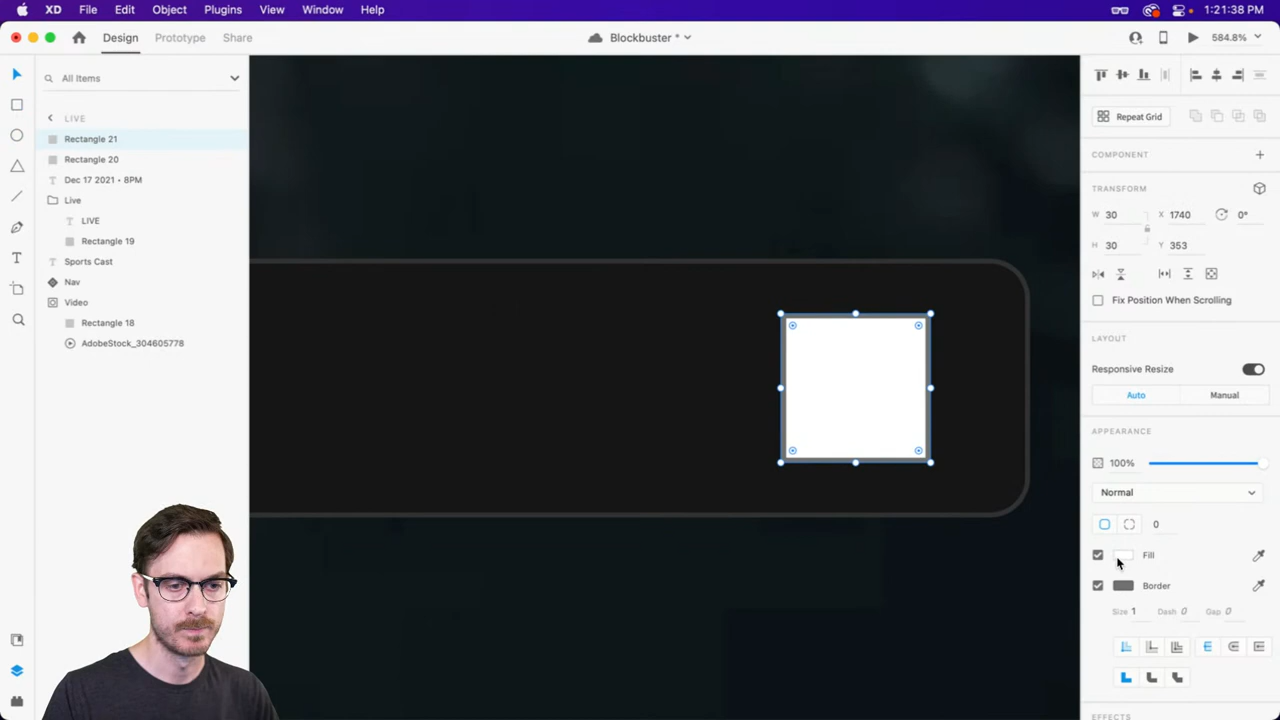 XD File Edit Object Plugins View Window Help 1:21:38 PM
Design Prototype Share Blockbuster * 584.8%
All Items
Repeat Grid
LIVE
Rectangle 21
COMPONENT
Rectangle 20
Dec 17 2021 • 8PM
TRANSFORM
Live
W 30 X 1740 0°
LIVE
Rectangle 19
H 30 Y 353
Sports Cast
Nav
Video
Fix Position When Scrolling
Rectangle 18
LAYOUT
AdobeStock_304605778
Responsive Resize
Auto Manual
APPEARANCE
100%
Normal
0
Fill
Border
Size 1 Dash 0 Gap 0
EFFECTS